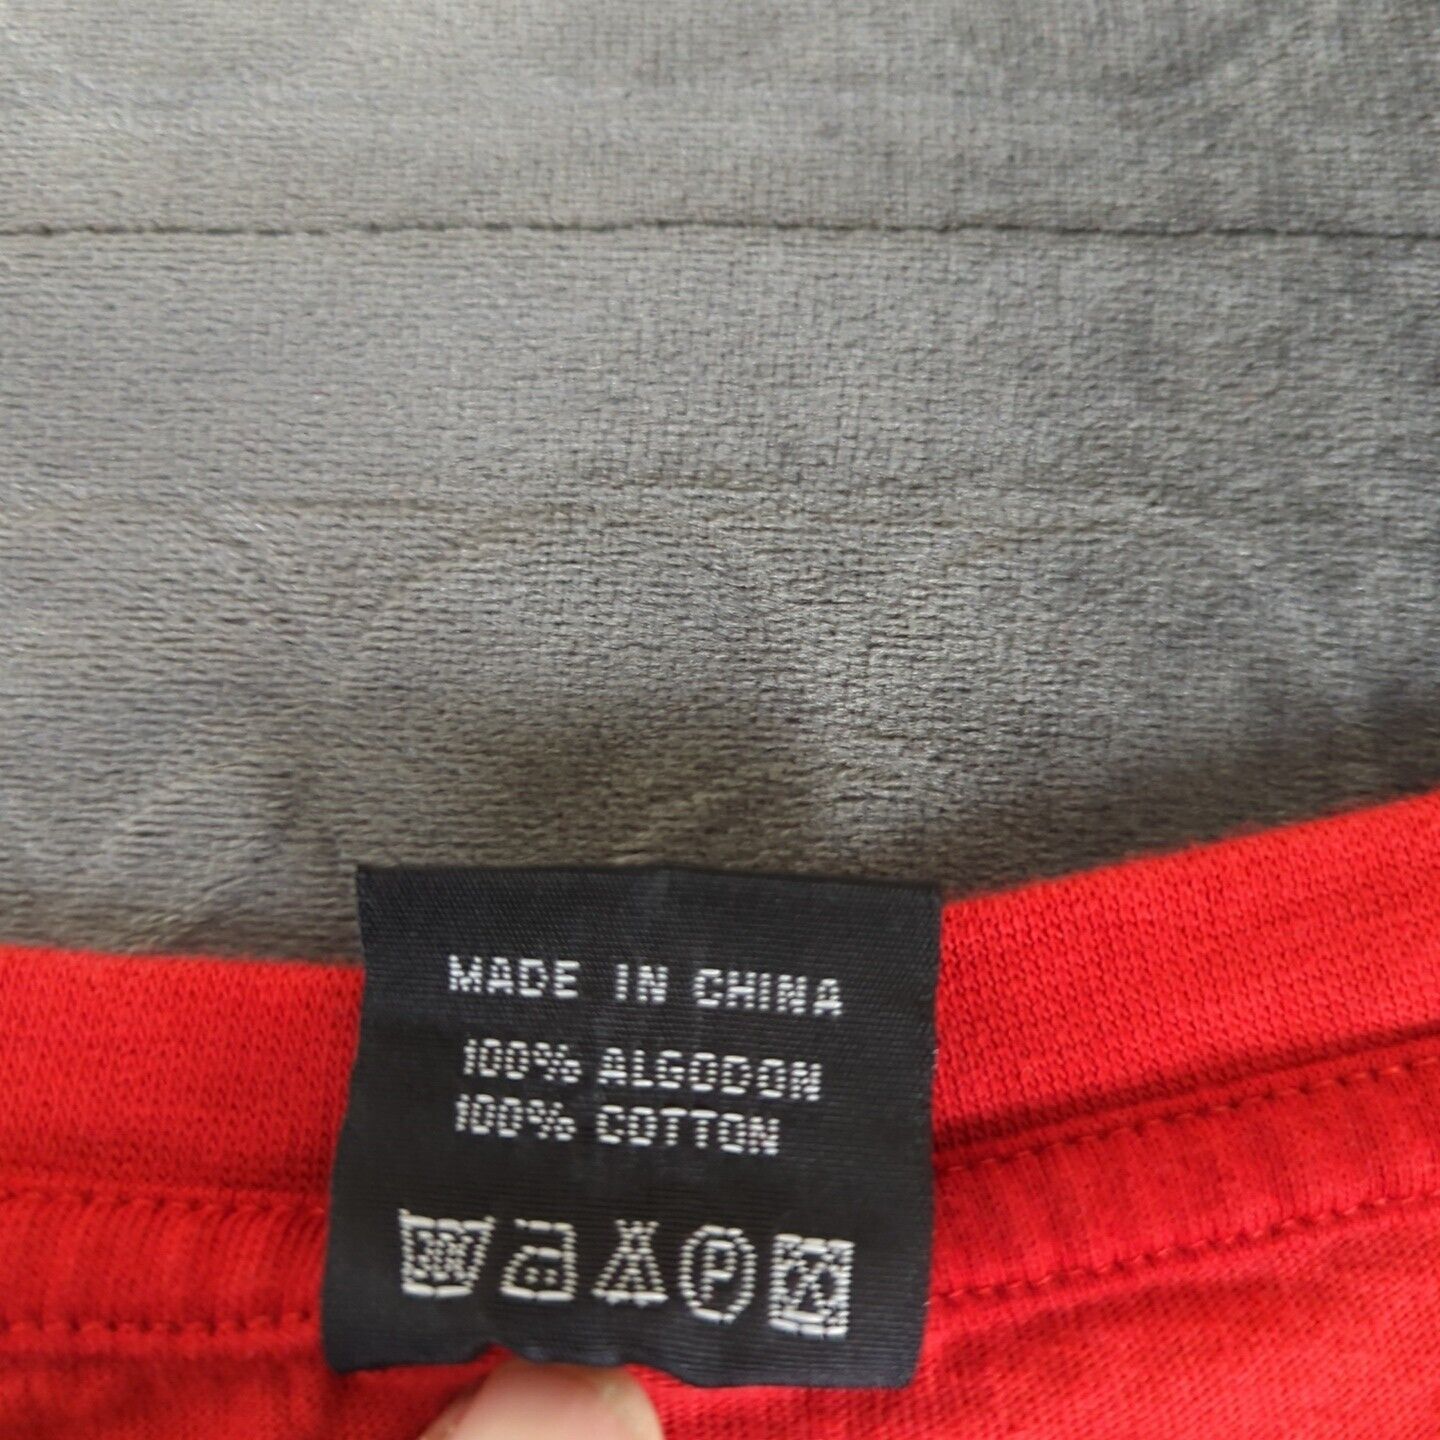 MADE IN CHINA
100% ALGODON
100% COTTON
P